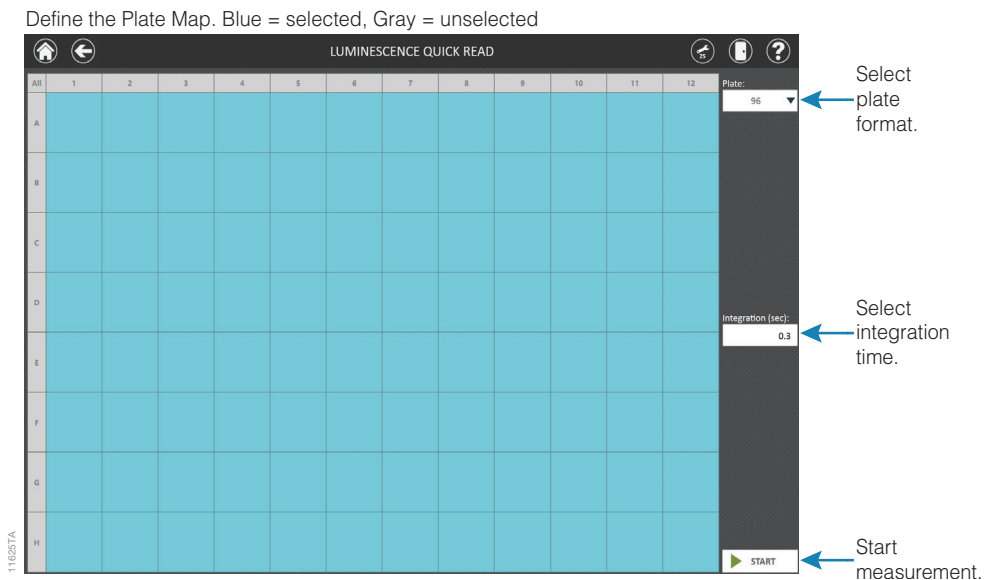 Define the Plate Map. Blue = selected, Gray = unselected
LUMINESCENCE QUICK READ
25
?
All 1 2 3 4 5 6 7 8 9 10 11 12
Plate:
96
Select
plate
format.
A
B
C
D
Integration (sec):
0.3
Select
integration
time.
E
F
G
H
START
Start
measurement.
11625TA